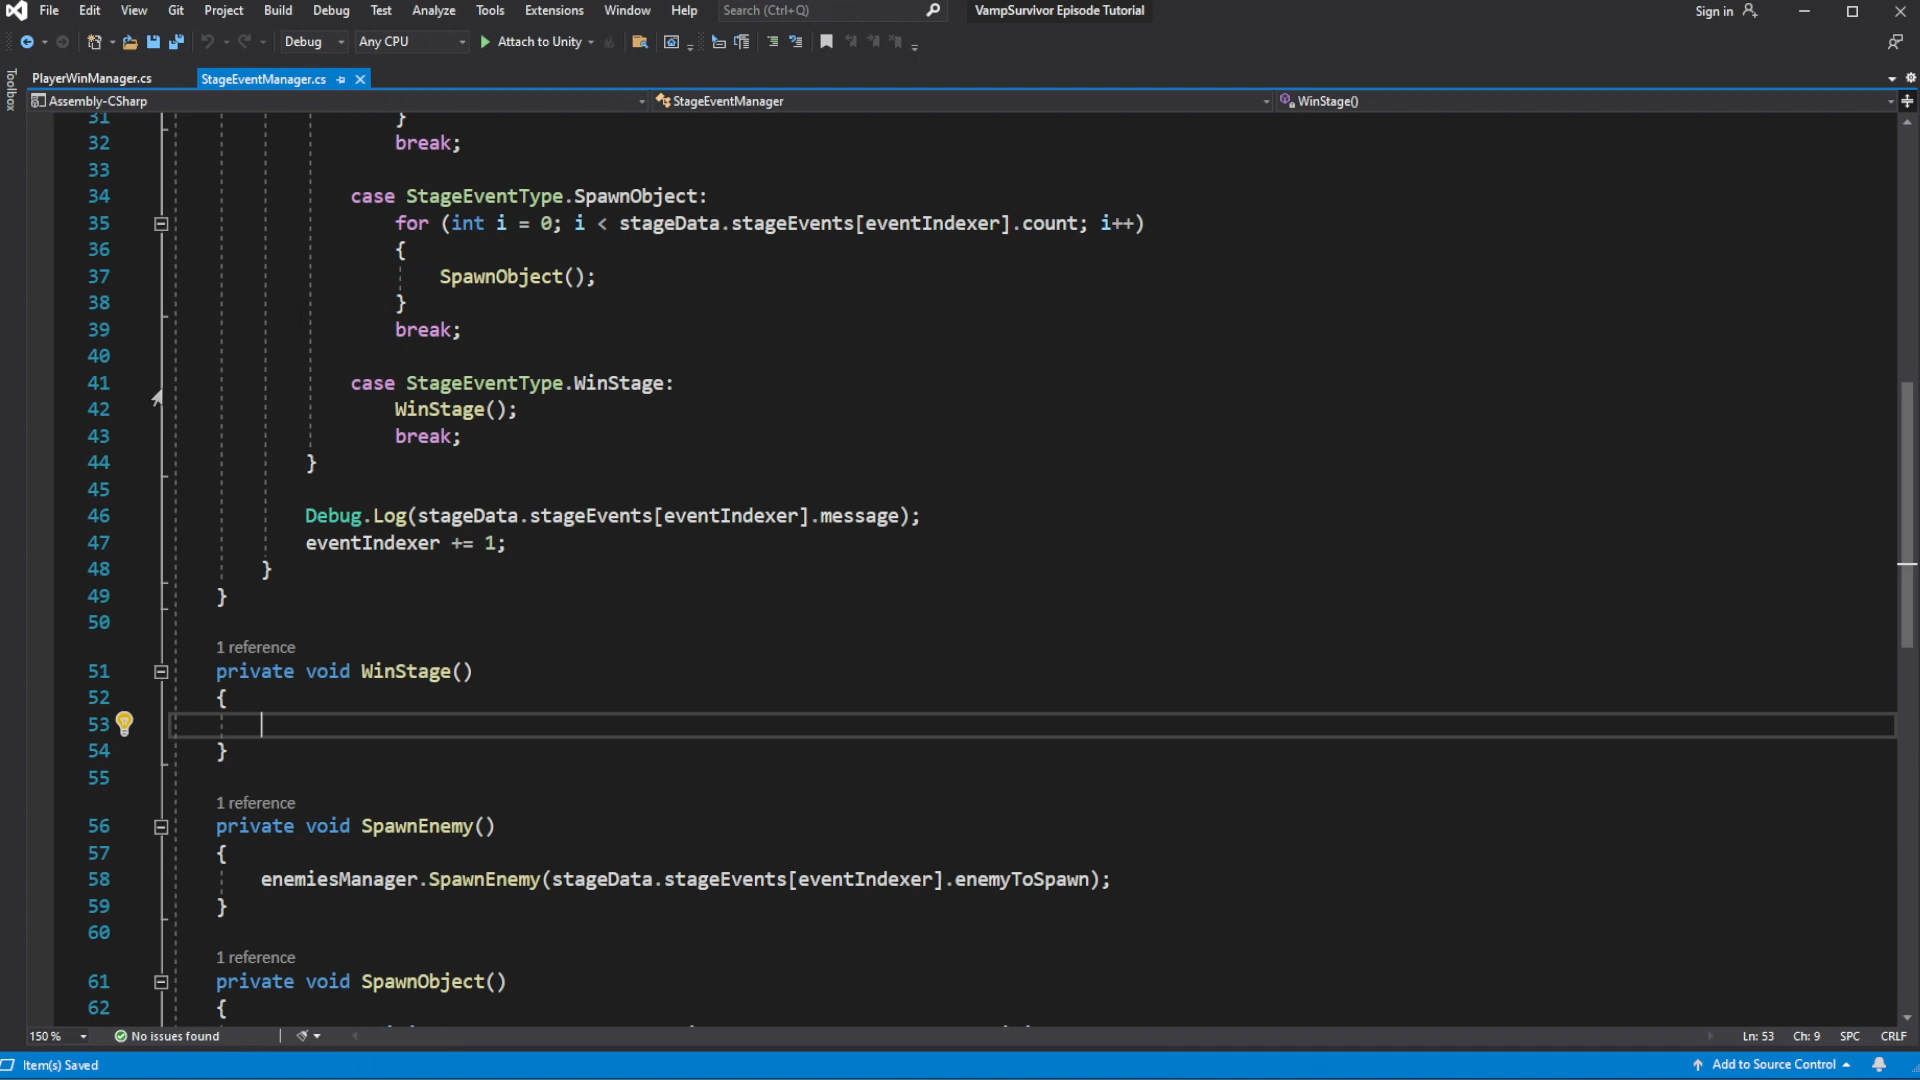 File Edit View Git Project Build Debug Test Analyze Tools Extensions Window Help Search (Ctrl+Q) VampSurvivor Episode Tutorial Sign in
Debug Any CPU Attach to Unity
Toolbox
PlayerWinManager.cs StageEventManager.cs
Assembly-CSharp StageEventManager WinStage()
31 }
32 break;
33
34 case StageEventType.SpawnObject:
35 for (int i = 0; i < stageData.stageEvents[eventIndexer].count; i++)
36 {
37 SpawnObject();
38 }
39 break;
40
41 case StageEventType.WinStage:
42 WinStage();
43 break;
44 }
45
46 Debug.Log(stageData.stageEvents[eventIndexer].message);
47 eventIndexer += 1;
48 }
49 }
50
1 reference
51 private void WinStage()
52 {
53
54 }
55
1 reference
56 private void SpawnEnemy()
57 {
58 enemiesManager.SpawnEnemy(stageData.stageEvents[eventIndexer].enemyToSpawn);
59 }
60
1 reference
61 private void SpawnObject()
62 {
150 % No issues found Ln: 53 Ch: 9 SPC CRLF
Item(s) Saved Add to Source Control